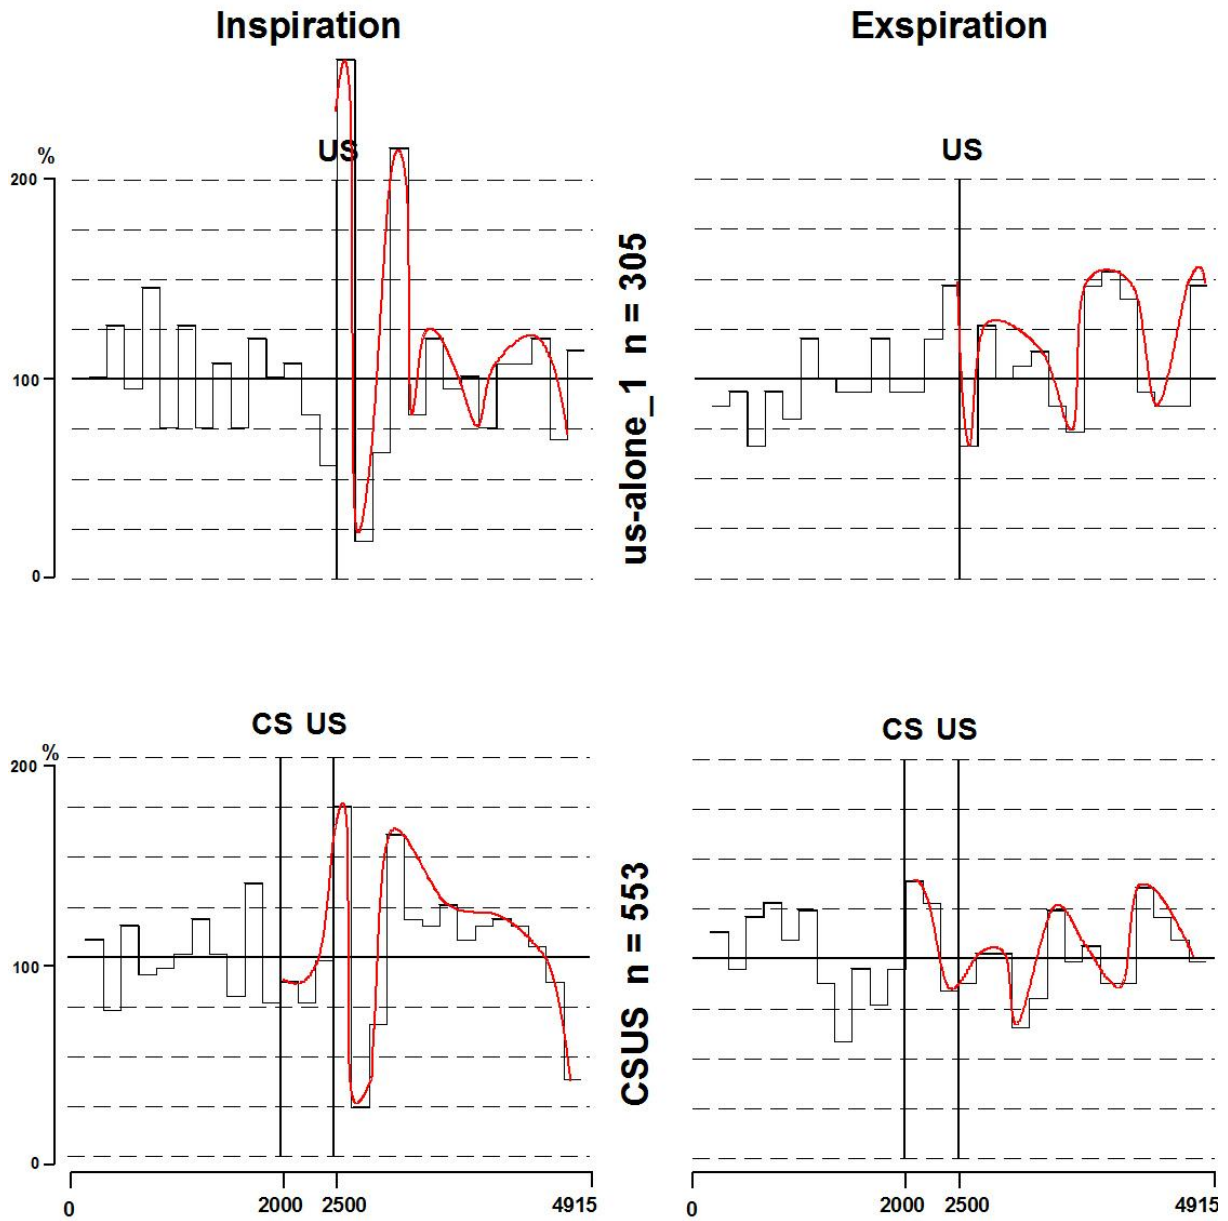 Inspiration
Exspiration
US
US
%
200
100
0
us-alone_1 n = 305
CS US
CS US
%
200
100
0
CSUS n = 553
0 2000 2500 4915
0 2000 2500 4915